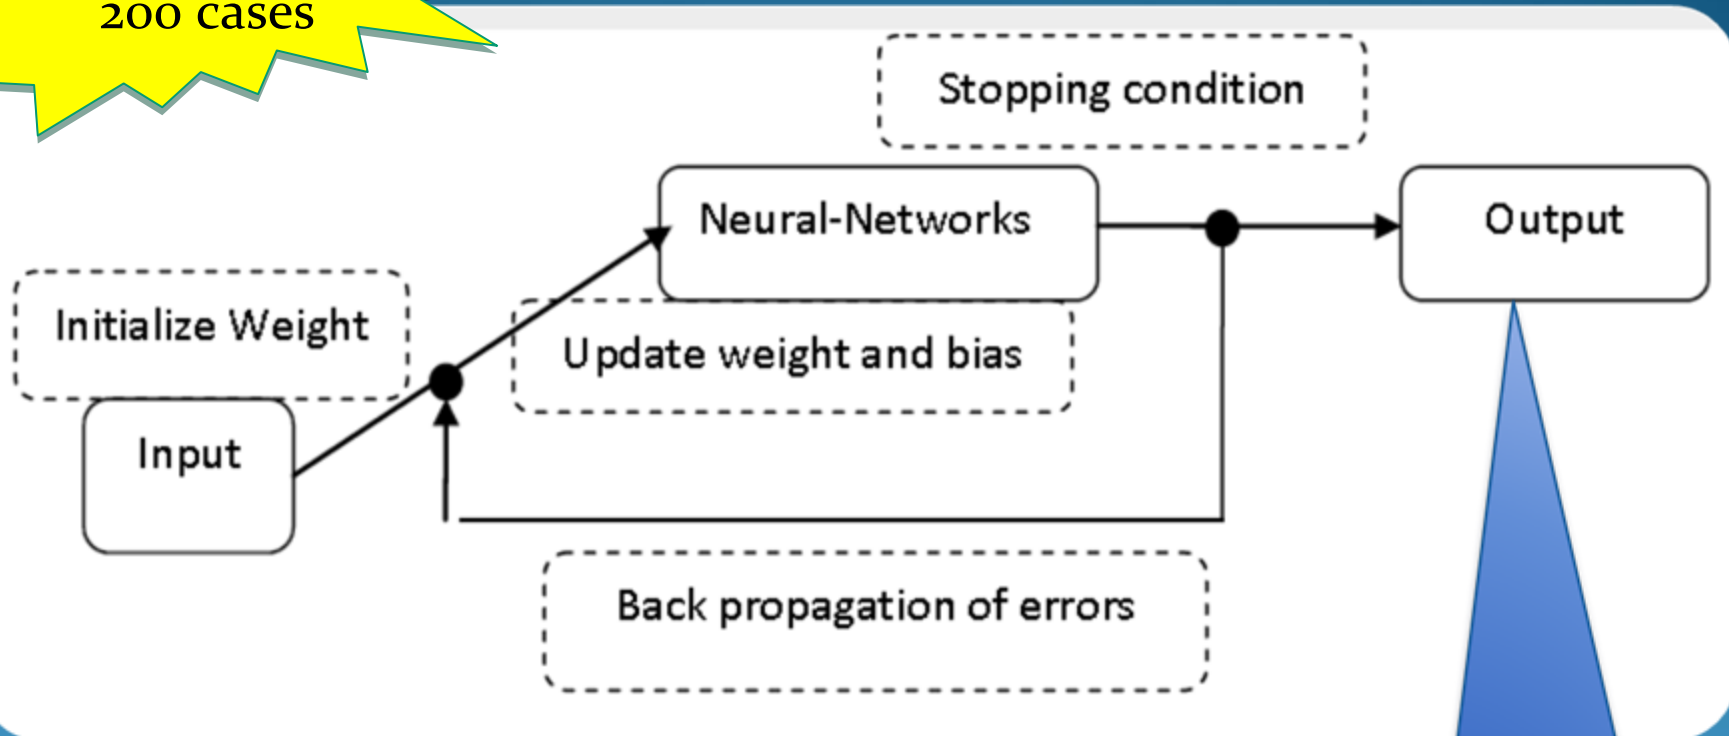 200 cases
Stopping condition
Neural-Networks
Output
Initialize Weight
Update weight and bias
Input
Back propagation of errors